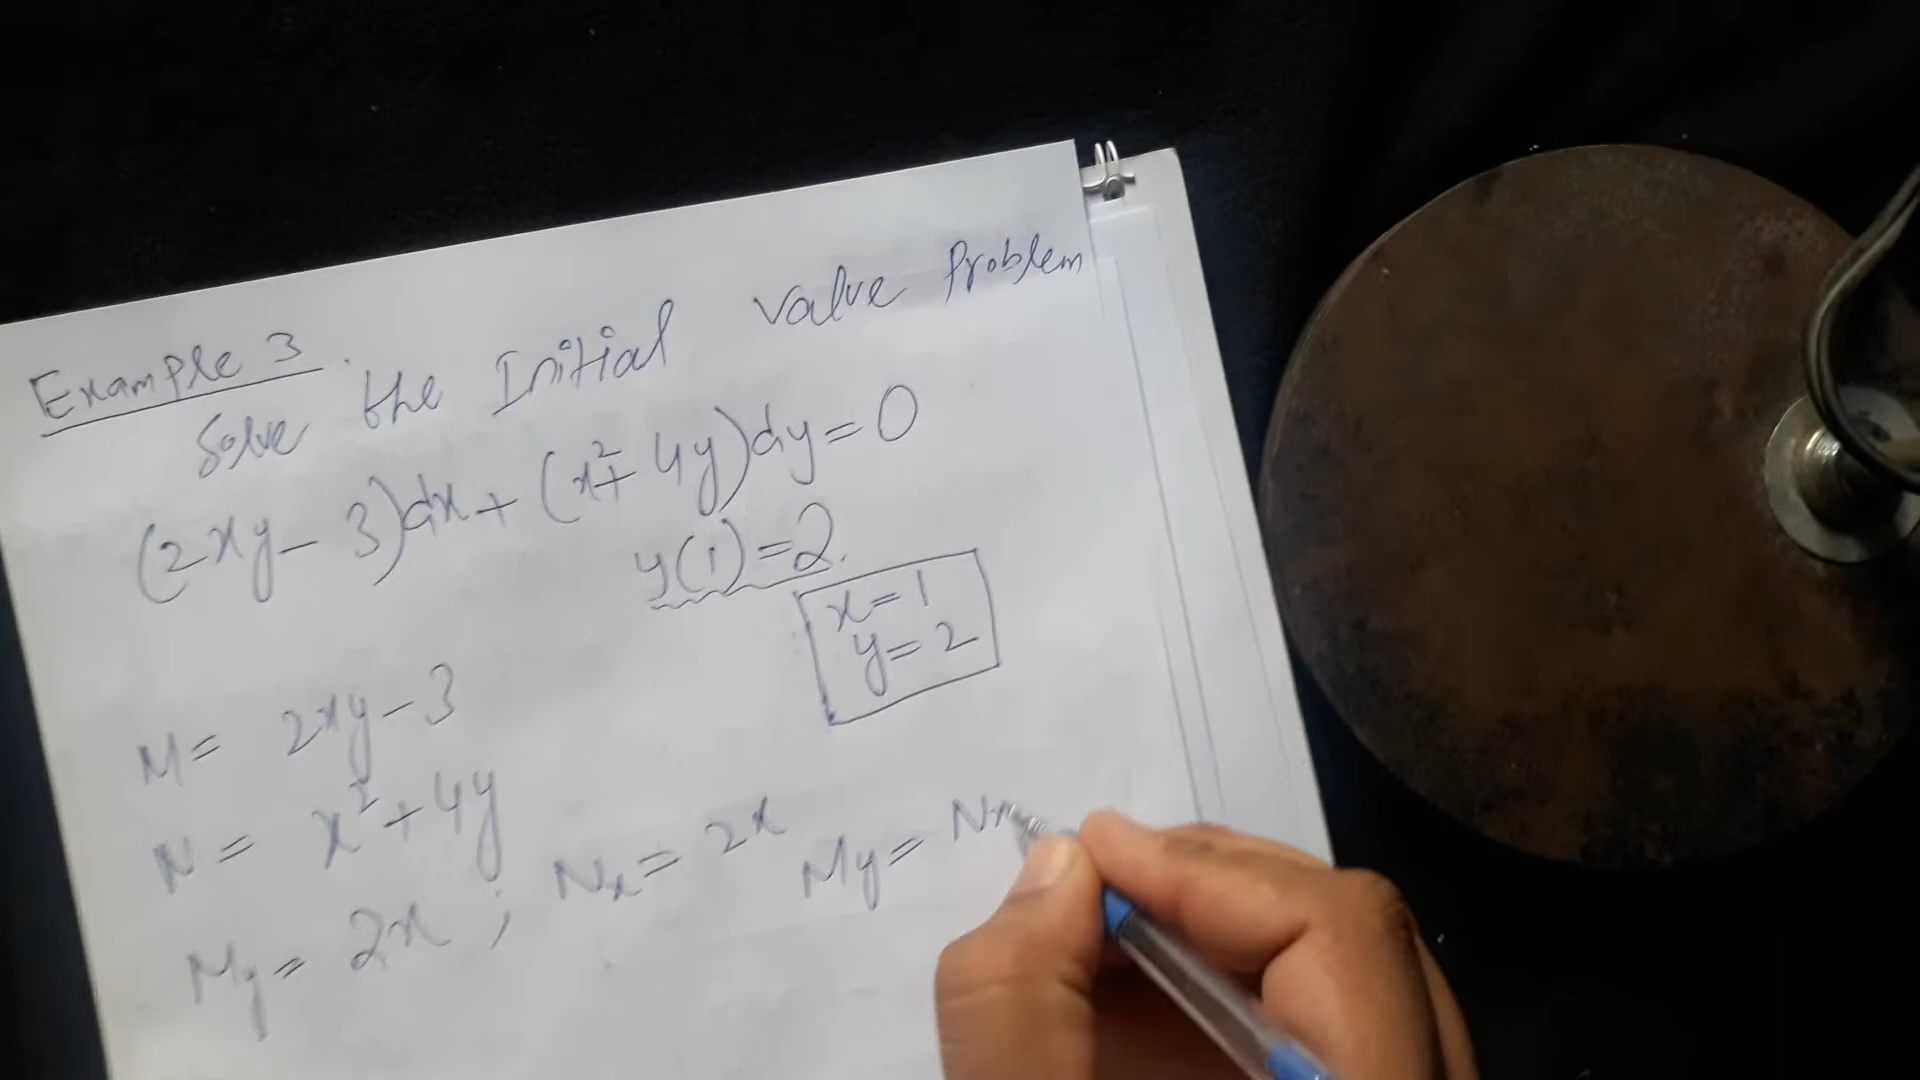 Example 3.
Solve the Initial Value Problem
(2xy - 3)dx + (x² + 4y)dy = 0
y(1) = 2.
x = 1
y = 2
M = 2xy - 3
N = x² + 4y
My = 2x ; Nx = 2x My = Nx